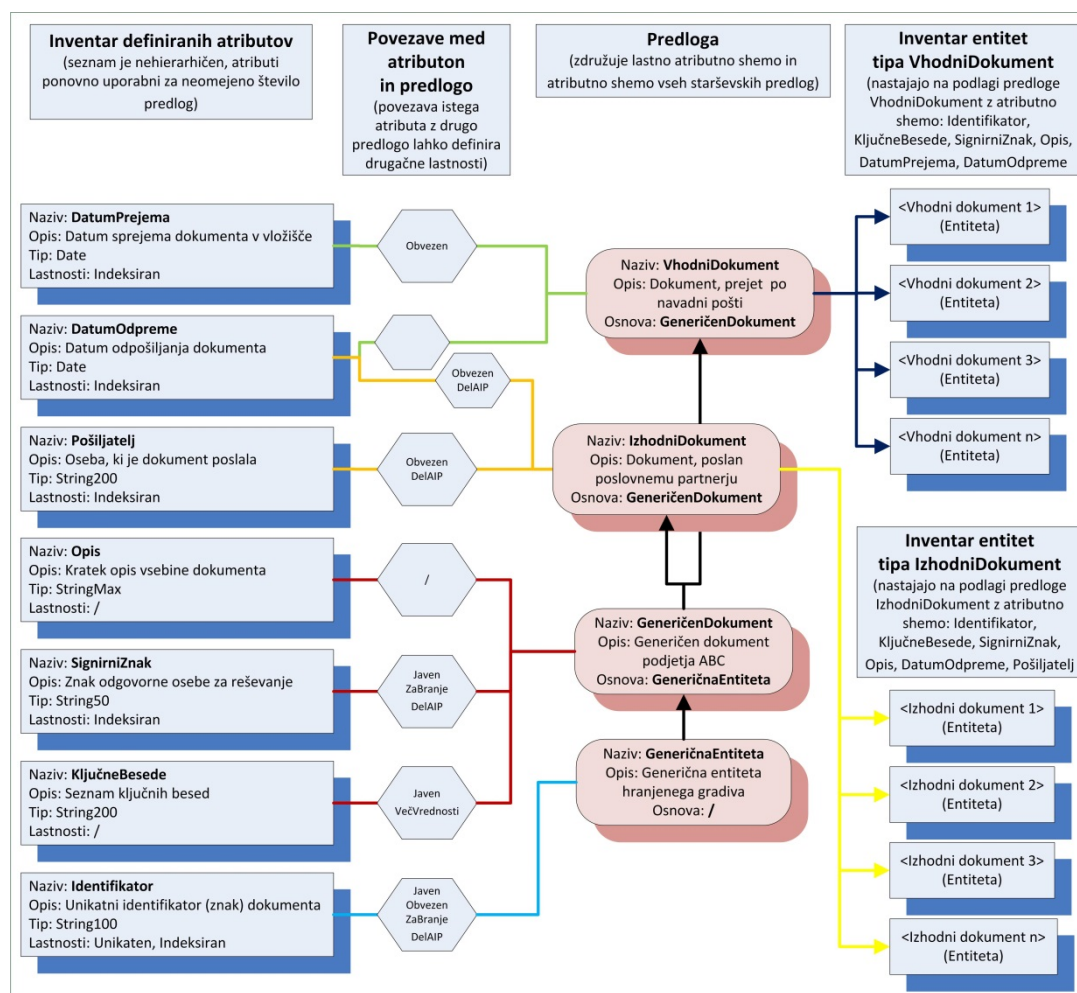 Inventar definiranih atributov
(seznam je nehierarhičen, atributi
ponovno uporabni za neomejeno število
predlog)
Povezave med
atributon
in predlogo
(povezava istega
atributa z drugo
predlogo lahko definira
drugačne lastnosti)
Predloga
(združuje lastno atributno shemo in
atributno shemo vseh starševskih predlog)
Inventar entitet
tipa VhodniDokument
(nastajajo na podlagi predloge
VhodniDokument z atributno
shemo: Identifikator,
KljučneBesede, SignirniZnak, Opis,
DatumPrejema, DatumOdpreme)
Naziv: DatumPrejema
Opis: Datum sprejema dokumenta v vložišče
Tip: Date
Lastnosti: Indeksiran
Obvezen
Naziv: DatumOdpreme
Opis: Datum odpošiljanja dokumenta
Tip: Date
Lastnosti: Indeksiran
Obvezen
DelAIP
Naziv: Pošiljatelj
Opis: Oseba, ki je dokument poslala
Tip: String200
Lastnosti: Indeksiran
Obvezen
DelAIP
Naziv: Opis
Opis: Kratek opis vsebine dokumenta
Tip: StringMax
Lastnosti: /
/
Naziv: SignirniZnak
Opis: Znak odgovorne osebe za reševanje
Tip: String50
Lastnosti: Indeksiran
Javen
ZaBranje
DelAIP
Naziv: KljučneBesede
Opis: Seznam ključnih besed
Tip: String200
Lastnosti: /
Javen
VečVrednosti
Naziv: Identifikator
Opis: Unikatni identifikator (znak) dokumenta
Tip: String100
Lastnosti: Unikaten, Indeksiran
Javen
Obvezen
ZaBranje
DelAIP
Naziv: VhodniDokument
Opis: Dokument, prejet po
navadni pošti
Osnova: GeneričenDokument
Naziv: IzhodniDokument
Opis: Dokument, poslan
poslovnemu partnerju
Osnova: GeneričenDokument
Naziv: GeneričenDokument
Opis: Generičen dokument
podjetja ABC
Osnova: GeneričnaEntiteta
Naziv: GeneričnaEntiteta
Opis: Generična entiteta
hranjenega gradiva
Osnova: /
<Vhodni dokument 1>
(Entiteta)
<Vhodni dokument 2>
(Entiteta)
<Vhodni dokument 3>
(Entiteta)
<Vhodni dokument n>
(Entiteta)
Inventar entitet
tipa IzhodniDokument
(nastajajo na podlagi predloge
IzhodniDokument z atributno
shemo: Identifikator,
KljučneBesede, SignirniZnak,
Opis, DatumOdpreme, Pošiljatelj)
<Izhodni dokument 1>
(Entiteta)
<Izhodni dokument 2>
(Entiteta)
<Izhodni dokument 3>
(Entiteta)
<Izhodni dokument n>
(Entiteta)